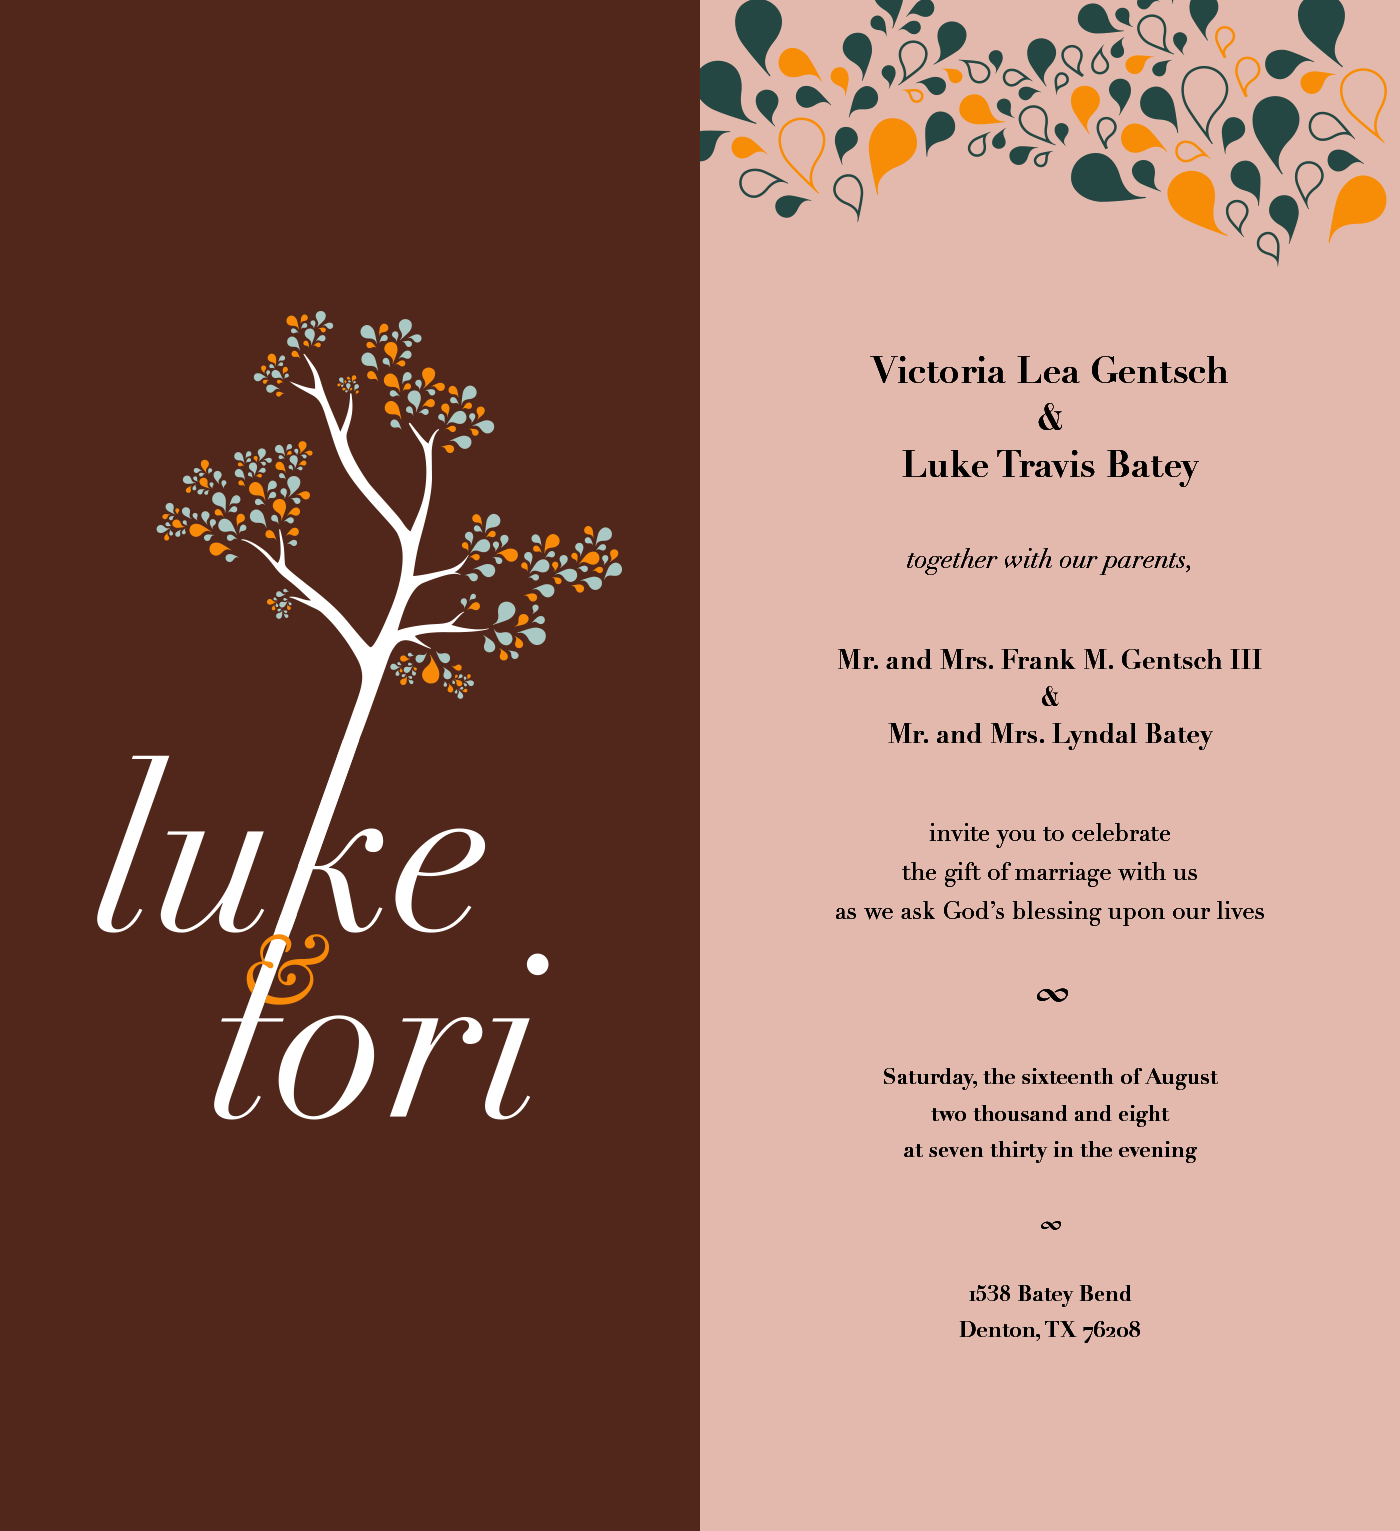 luke
&
tori
Victoria Lea Gentsch
&
Luke Travis Batey
together with our parents,
Mr. and Mrs. Frank M. Gentsch III
&
Mr. and Mrs. Lyndal Batey
invite you to celebrate
the gift of marriage with us
as we ask God’s blessing upon our lives
∞
Saturday, the sixteenth of August
two thousand and eight
at seven thirty in the evening
∞
1538 Batey Bend
Denton, TX 76208